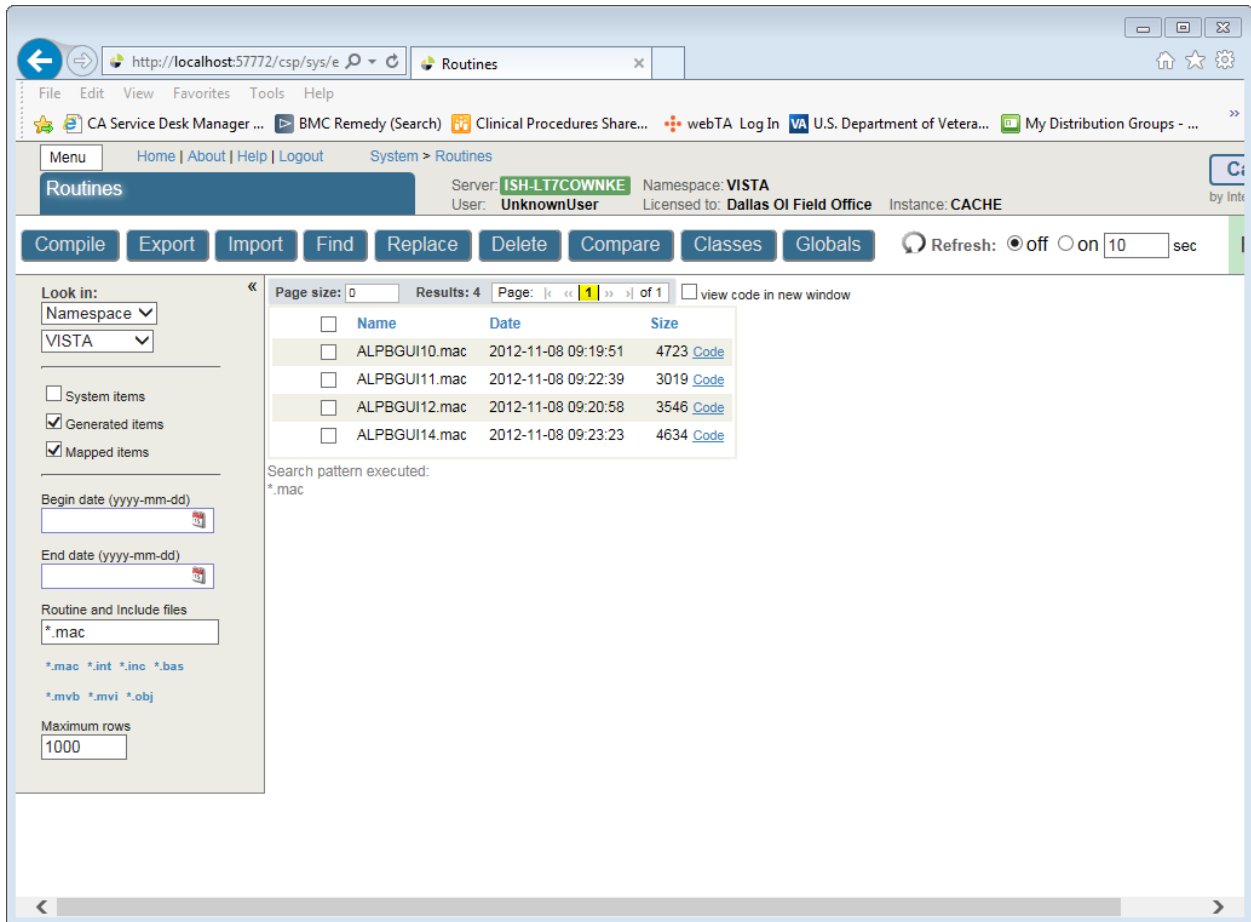 http://localhost:57772/csp/sys/e
Routines
File Edit View Favorites Tools Help
CA Service Desk Manager ... BMC Remedy (Search) Clinical Procedures Share... webTA Log In VA U.S. Department of Vetera... My Distribution Groups - ...
Menu Home | About | Help | Logout System > Routines
Routines
Server: ISH-LT7COWNKE Namespace: VISTA
User: UnknownUser Licensed to: Dallas OI Field Office Instance: CACHE
by Inte
Compile Export Import Find Replace Delete Compare Classes Globals Refresh: off on 10 sec
Look in:
Namespace
VISTA
System items
Generated items
Mapped items
Begin date (yyyy-mm-dd)
End date (yyyy-mm-dd)
Routine and Include files
*.mac
*.mac *.int *.inc *.bas
*.mvb *.mvi *.obj
Maximum rows
1000
Page size: 0 Results: 4 Page: |‹ ‹‹ 1 ›› ›| of 1 view code in new window
Name Date Size
ALPBGUI10.mac 2012-11-08 09:19:51 4723 Code
ALPBGUI11.mac 2012-11-08 09:22:39 3019 Code
ALPBGUI12.mac 2012-11-08 09:20:58 3546 Code
ALPBGUI14.mac 2012-11-08 09:23:23 4634 Code
Search pattern executed:
*.mac